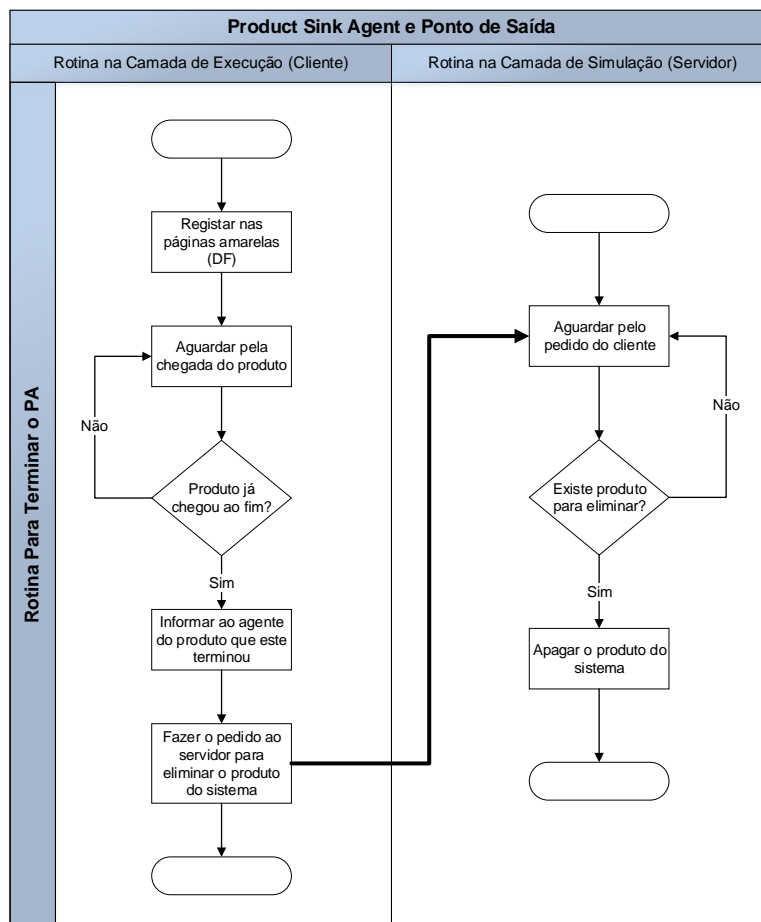 Product Sink Agent e Ponto de Saída
Rotina na Camada de Execução (Cliente)
Rotina na Camada de Simulação (Servidor)
Rotina Para Terminar o PA
Registar nas
páginas amarelas
(DF)
Aguardar pela
chegada do produto
Não
Produto já
chegou ao fim?
Sim
Informar ao agente
do produto que este
terminou
Fazer o pedido ao
servidor para
eliminar o produto
do sistema
Aguardar pelo
pedido do cliente
Não
Existe produto
para eliminar?
Sim
Apagar o produto do
sistema